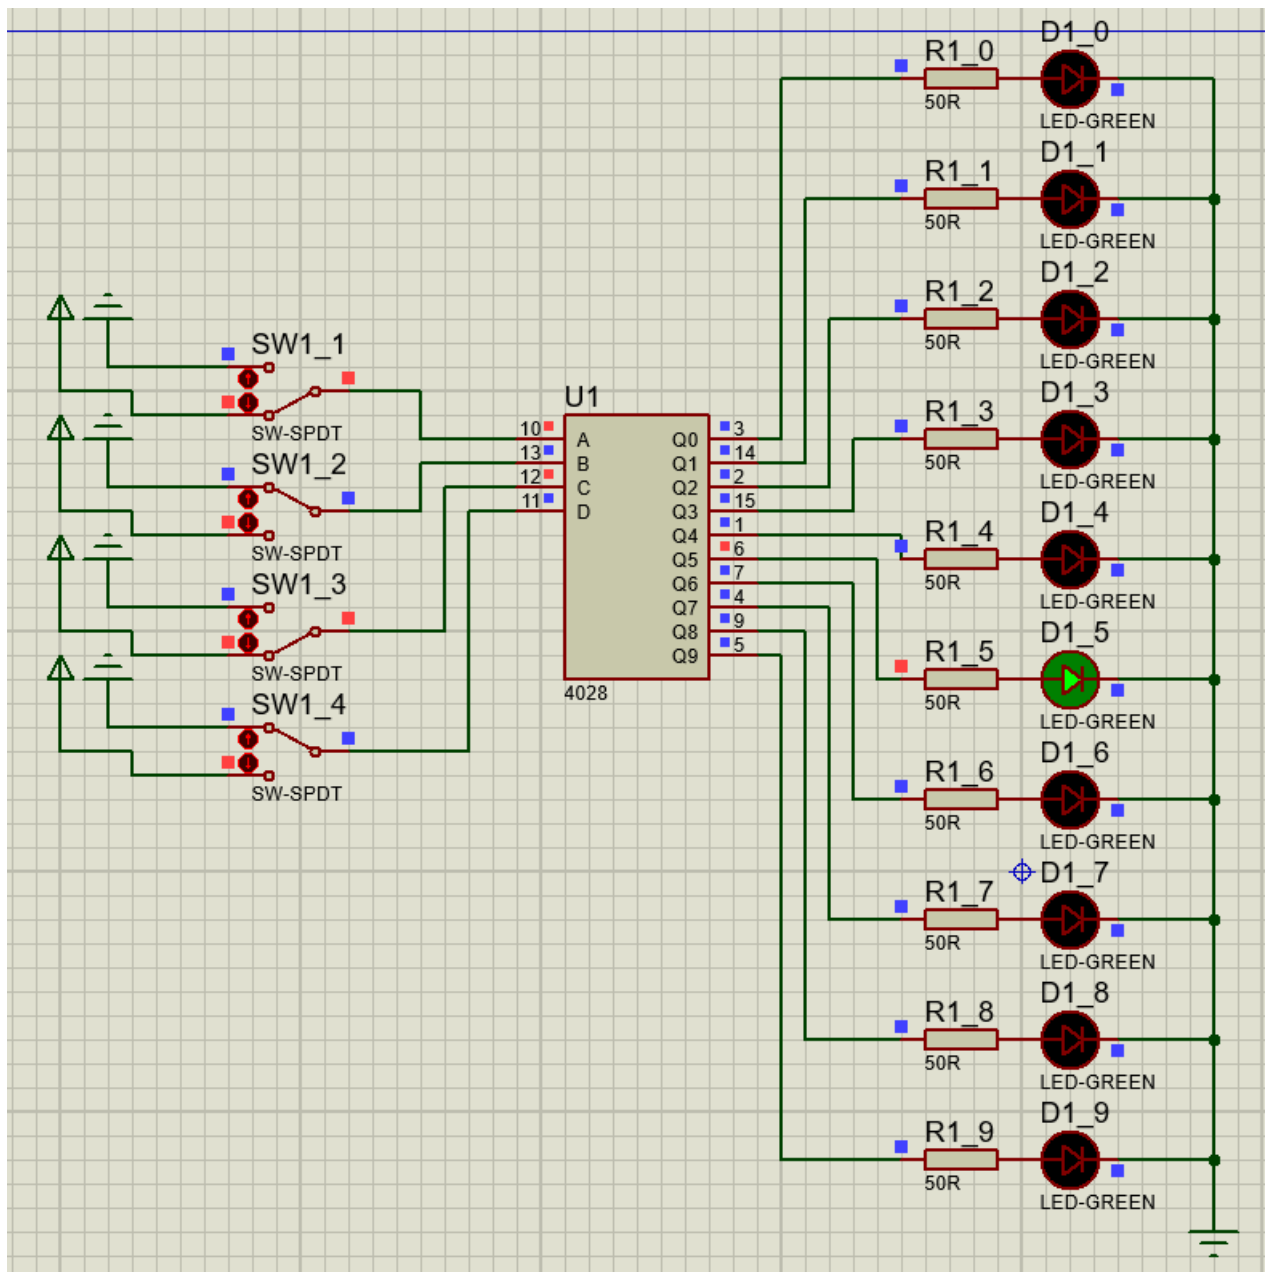 D1_0
R1_0
50R
LED-GREEN
D1_1
R1_1
50R
LED-GREEN
D1_2
R1_2
50R
LED-GREEN
D1_3
R1_3
50R
LED-GREEN
D1_4
R1_4
50R
LED-GREEN
D1_5
R1_5
50R
LED-GREEN
D1_6
R1_6
50R
LED-GREEN
D1_7
R1_7
50R
LED-GREEN
D1_8
R1_8
50R
LED-GREEN
D1_9
R1_9
50R
LED-GREEN
SW1_1
SW-SPDT
SW1_2
SW-SPDT
SW1_3
SW-SPDT
SW1_4
SW-SPDT
U1
10 A Q0 3
13 B Q1 14
12 C Q2 2
11 D Q3 15
Q4 1
Q5 6
Q6 7
Q7 4
Q8 9
Q9 5
4028